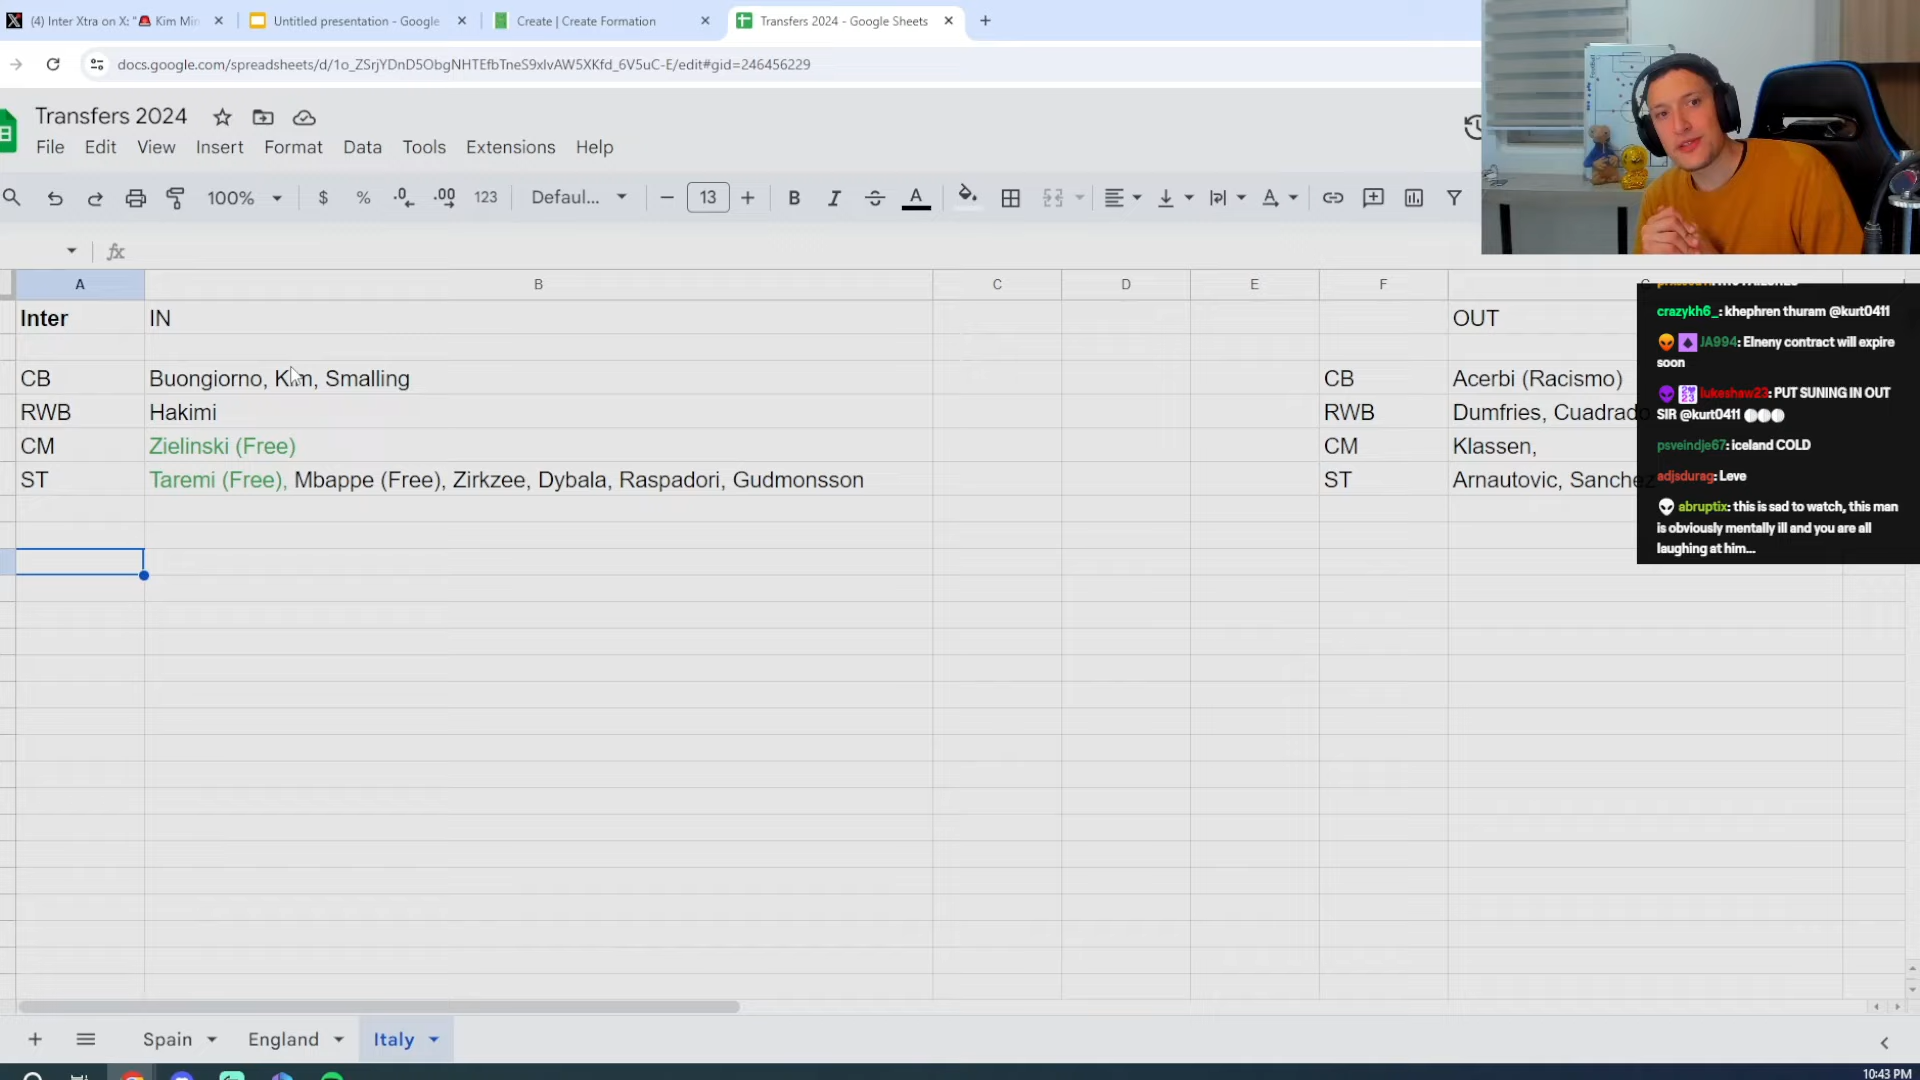 (4) Inter Xtra on X: "🚨 Kim Min
Untitled presentation - Google
Create | Create Formation
Transfers 2024 - Google Sheets
docs.google.com/spreadsheets/d/1o_ZSrjYDnD5ObgNHTEfbTneS9xlvAW5XKfd_6V5uC-E/edit#gid=246456229
Transfers 2024
File Edit View Insert Format Data Tools Extensions Help
100% $ % .0 .00 123 Defaul... 13 B I A
fx
A B C D E F
Inter IN OUT
CB Buongiorno, Kim, Smalling CB Acerbi (Racismo)
RWB Hakimi RWB Dumfries, Cuadrado
CM Zielinski (Free) CM Klassen,
ST Taremi (Free), Mbappe (Free), Zirkzee, Dybala, Raspadori, Gudmonsson ST Arnautovic, Sanchez
crazykh6_: khephren thuram @kurt0411
JA994: Elneny contract will expire
soon
lukeshaw23: PUT SUNING IN OUT
SIR @kurt0411
psveindje67: iceland COLD
adjsdurag: Leve
abruptix: this is sad to watch, this man
is obviously mentally ill and you are all
laughing at him...
Spain England Italy
10:43 PM